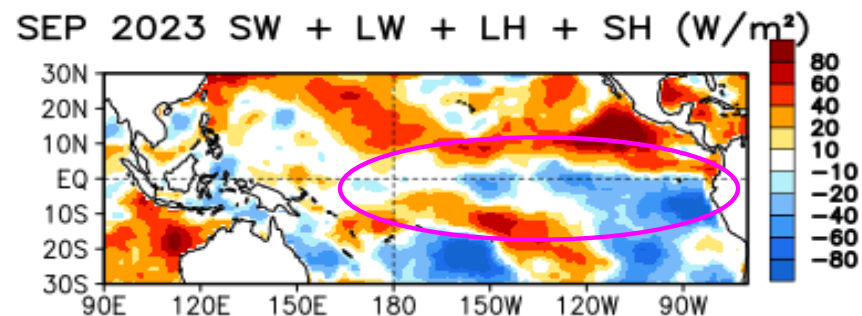 SEP 2023 SW + LW + LH + SH (W/m²)
30N
20N
10N
EQ
10S
20S
30S
90E 120E 150E 180 150W 120W 90W
80
60
40
20
10
−10
−20
−40
−60
−80